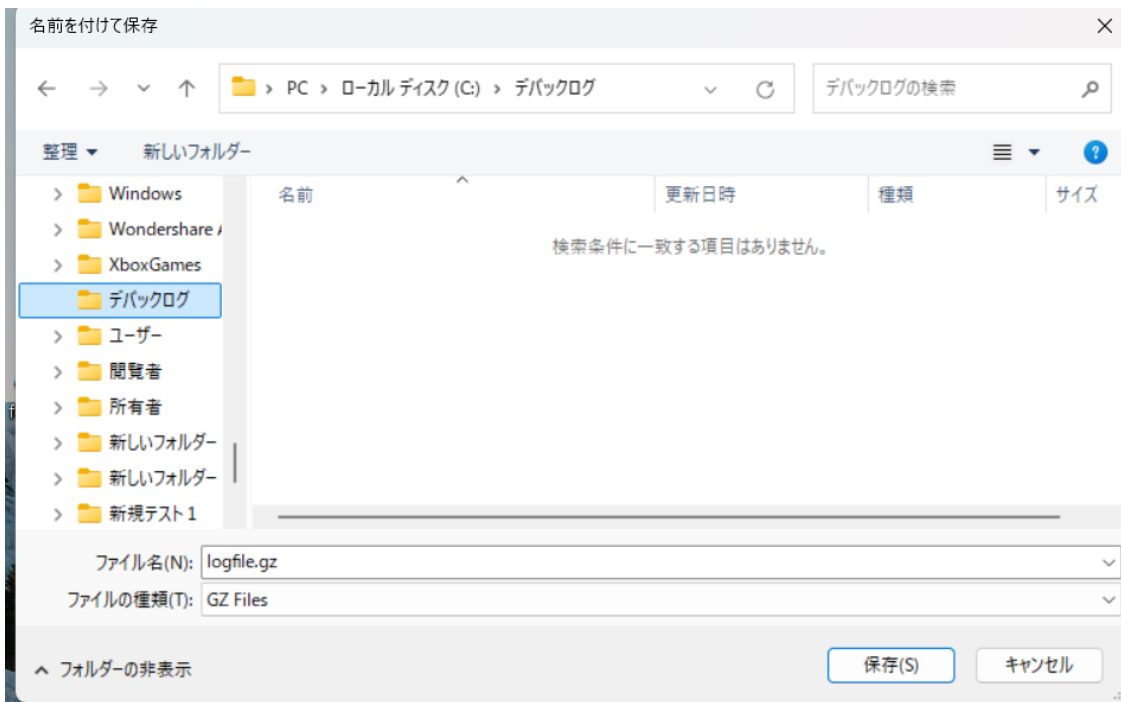 名前を付けて保存
PC › ローカル ディスク (C:) › デバックログ
デバックログの検索
整理 新しいフォルダー
Windows
名前 更新日時 種類 サイズ
Wondershare
検索条件に一致する項目はありません。
XboxGames
デバックログ
ユーザー
閲覧者
所有者
新しいフォルダー
新しいフォルダー
新規テスト1
ファイル名(N): logfile.gz
ファイルの種類(T): GZ Files
フォルダーの非表示
保存(S) キャンセル